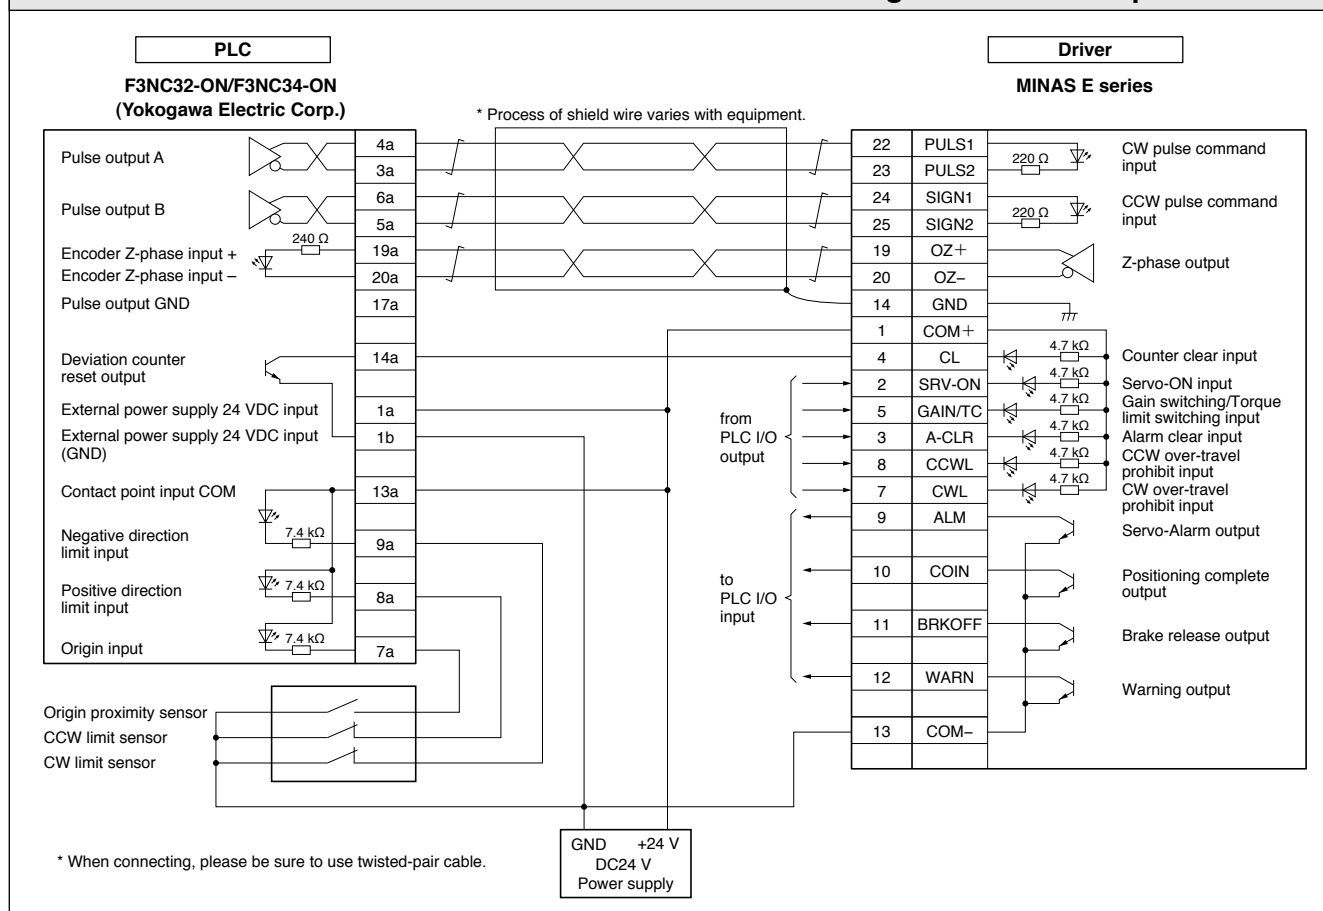 PLC
F3NC32-ON/F3NC34-ON
(Yokogawa Electric Corp.)
Driver
MINAS E series
* Process of shield wire varies with equipment.
Pulse output A
4a
3a
Pulse output B
6a
5a
240 Ω
Encoder Z-phase input +
19a
Encoder Z-phase input −
20a
Pulse output GND
17a
Deviation counter
reset output
14a
External power supply 24 VDC input
1a
External power supply 24 VDC input
(GND)
1b
Contact point input COM
13a
Negative direction
limit input
7.4 kΩ
9a
Positive direction
limit input
7.4 kΩ
8a
Origin input
7.4 kΩ
7a
Origin proximity sensor
CCW limit sensor
CW limit sensor
from
PLC I/O
output
to
PLC I/O
input
22 PULS1
23 PULS2
220 Ω
CW pulse command
input
24 SIGN1
25 SIGN2
220 Ω
CCW pulse command
input
19 OZ+
20 OZ−
Z-phase output
14 GND
1 COM+
4 CL 4.7 kΩ Counter clear input
2 SRV-ON 4.7 kΩ Servo-ON input
5 GAIN/TC 4.7 kΩ Gain switching/Torque
limit switching input
3 A-CLR 4.7 kΩ Alarm clear input
8 CCWL 4.7 kΩ CCW over-travel
prohibit input
7 CWL 4.7 kΩ CW over-travel
prohibit input
9 ALM Servo-Alarm output
10 COIN Positioning complete
output
11 BRKOFF Brake release output
12 WARN Warning output
13 COM−
GND +24 V
DC24 V
Power supply
* When connecting, please be sure to use twisted-pair cable.